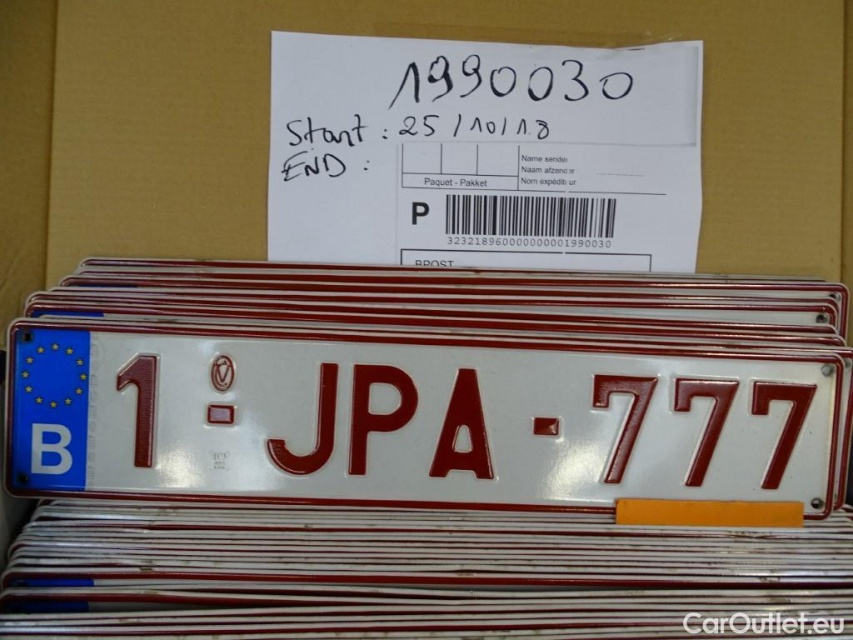 1990030
Start : 25/10/18
END :
Name sender
Naam afzender
Nom expéditeur
Paquet - Pakket
P
323218960000000001990030
BPOST
B 1-JPA-777
CarOutlet.eu